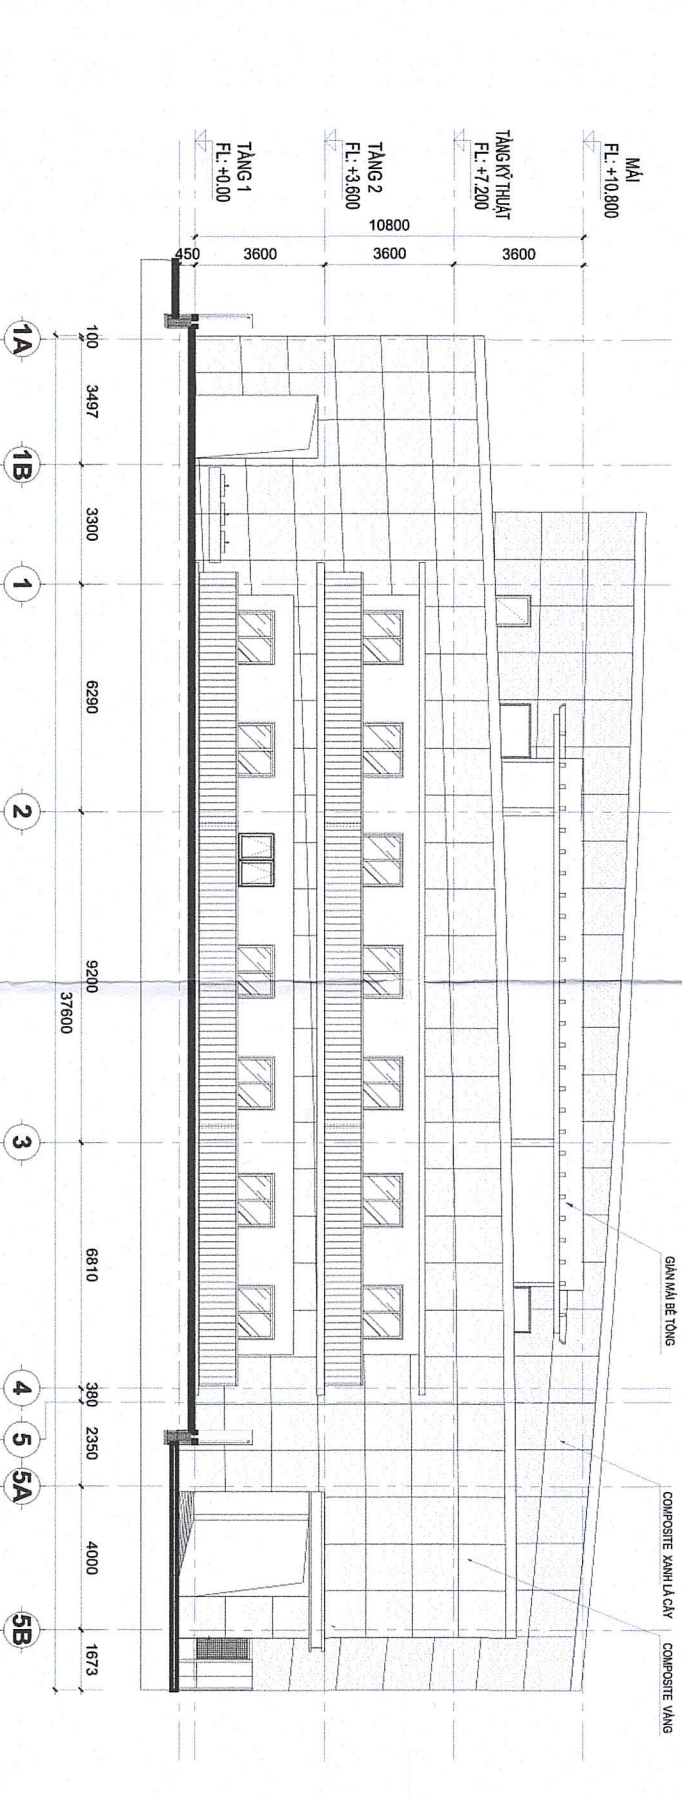 MÁI
FL: +10.800
TẦNG KỸ THUẬT
FL: +7.200
TẦNG 2
FL: +3.600
TẦNG 1
FL: +0.00
10800
3600
3600
3600
450
GIÀN MÁI BÊ TÔNG
COMPOSITE XANH LÁ CÂY
COMPOSITE VÀNG
100
3497
3300
6290
9200
6810
380
2350
4000
1673
37600
1A
1B
1
2
3
4
5
5A
5B